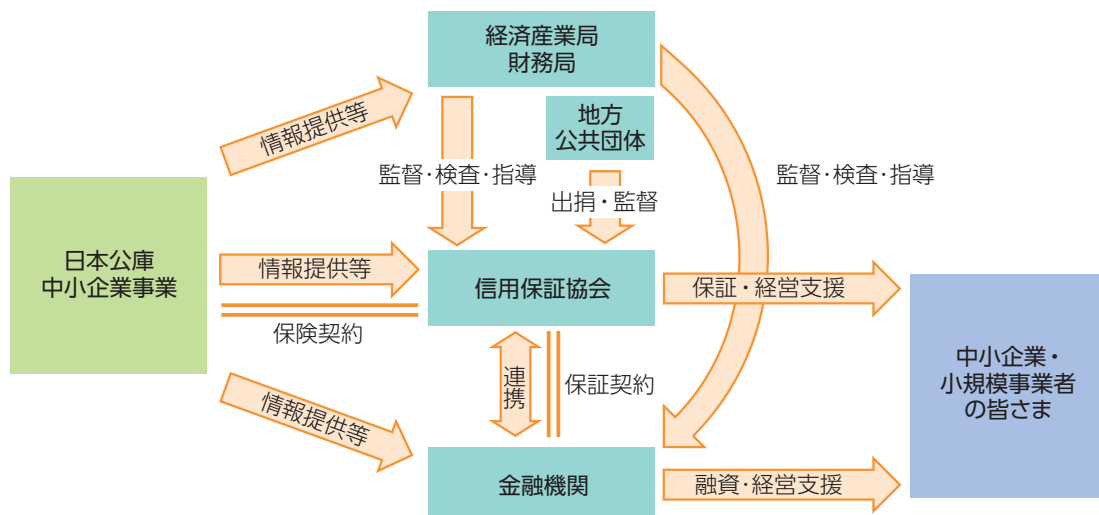 経済産業局
財務局
情報提供等
地方
公共団体
監督･検査･指導
監督･検査･指導
出捐・監督
日本公庫
中小企業事業
情報提供等
信用保証協会
保証・経営支援
保険契約
中小企業・
小規模事業者
の皆さま
連携
保証契約
情報提供等
金融機関
融資･経営支援